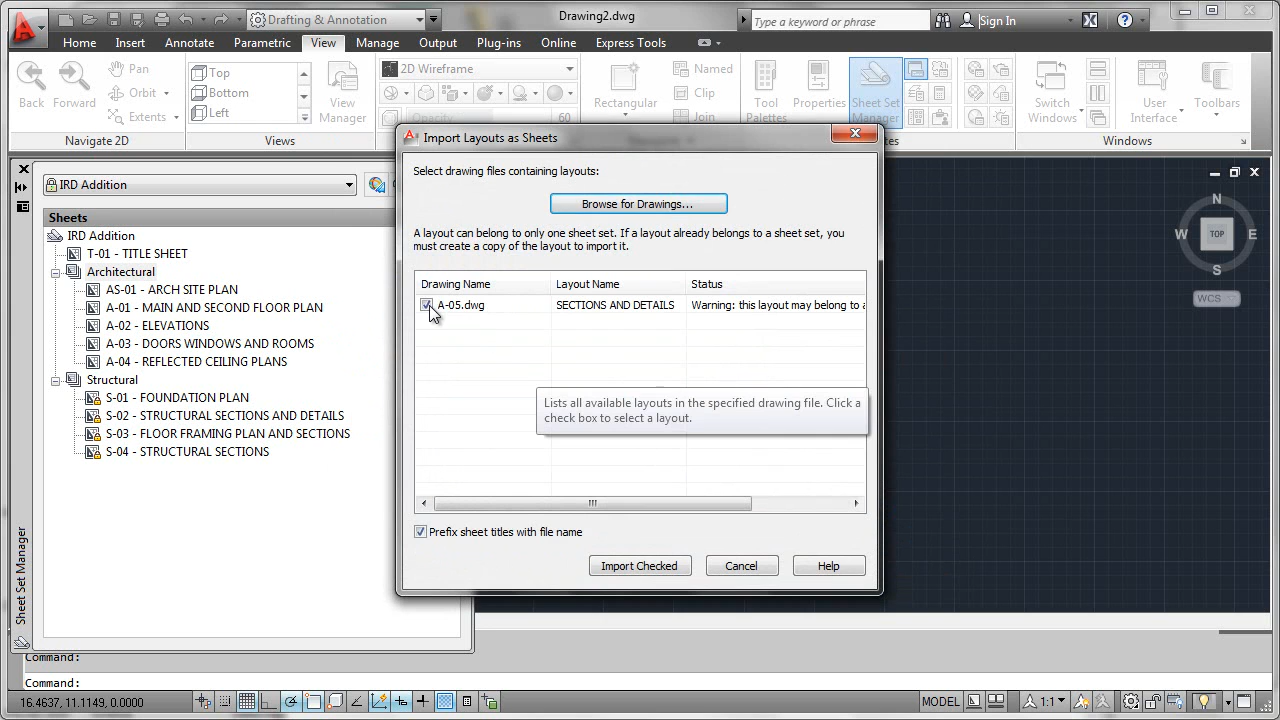 Drafting & Annotation
Drawing2.dwg
Type a keyword or phrase
Sign In
Home Insert Annotate Parametric View Manage Output Plug-ins Online Express Tools
Back
Forward
Pan
Orbit
Extents
Navigate 2D
Top
Bottom
Left
View
Manager
Views
2D Wireframe
Opacity 60
Rectangular
Named
Clip
Join
Tool
Palettes
Properties
Sheet Set
Manager
Switch
Windows
User
Interface
Toolbars
Windows
IRD Addition
Sheets
IRD Addition
T-01 - TITLE SHEET
Architectural
AS-01 - ARCH SITE PLAN
A-01 - MAIN AND SECOND FLOOR PLAN
A-02 - ELEVATIONS
A-03 - DOORS WINDOWS AND ROOMS
A-04 - REFLECTED CEILING PLANS
Structural
S-01 - FOUNDATION PLAN
S-02 - STRUCTURAL SECTIONS AND DETAILS
S-03 - FLOOR FRAMING PLAN AND SECTIONS
S-04 - STRUCTURAL SECTIONS
Sheet Set Manager
Import Layouts as Sheets
Select drawing files containing layouts:
Browse for Drawings...
A layout can belong to only one sheet set. If a layout already belongs to a sheet set, you
must create a copy of the layout to import it.
Drawing Name Layout Name Status
A-05.dwg SECTIONS AND DETAILS Warning: this layout may belong to a
Lists all available layouts in the specified drawing file. Click a
check box to select a layout.
Prefix sheet titles with file name
Import Checked Cancel Help
N
W TOP E
S
WCS
Command:
Command:
16.4637, 11.1149, 0.0000
MODEL
1:1